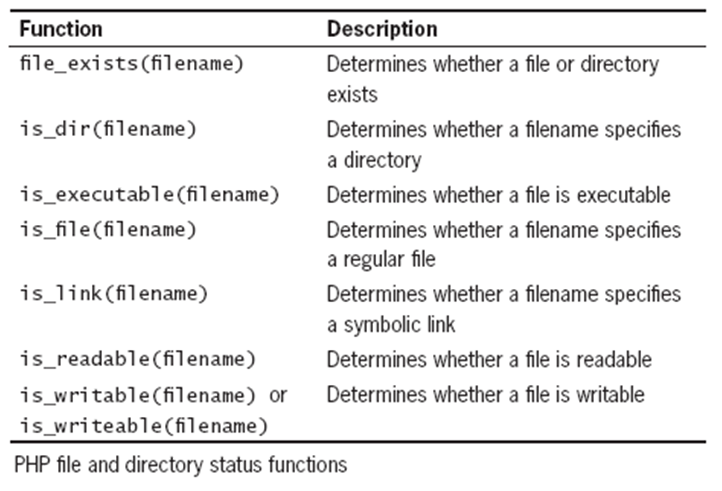 Function Description
file_exists(filename) Determines whether a file or directory
exists
is_dir(filename) Determines whether a filename specifies
a directory
is_executable(filename) Determines whether a file is executable
is_file(filename) Determines whether a filename specifies
a regular file
is_link(filename) Determines whether a filename specifies
a symbolic link
is_readable(filename) Determines whether a file is readable
is_writable(filename) or Determines whether a file is writable
is_writeable(filename)
PHP file and directory status functions